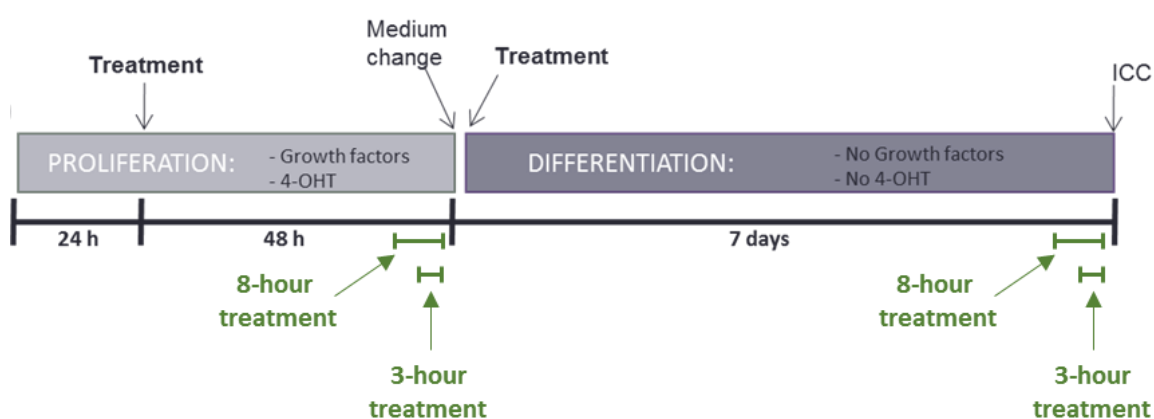 Medium
change
Treatment
Treatment
ICC
PROLIFERATION:
- Growth factors
- 4-OHT
DIFFERENTIATION:
- No Growth factors
- No 4-OHT
24 h
48 h
7 days
8-hour
treatment
3-hour
treatment
8-hour
treatment
3-hour
treatment